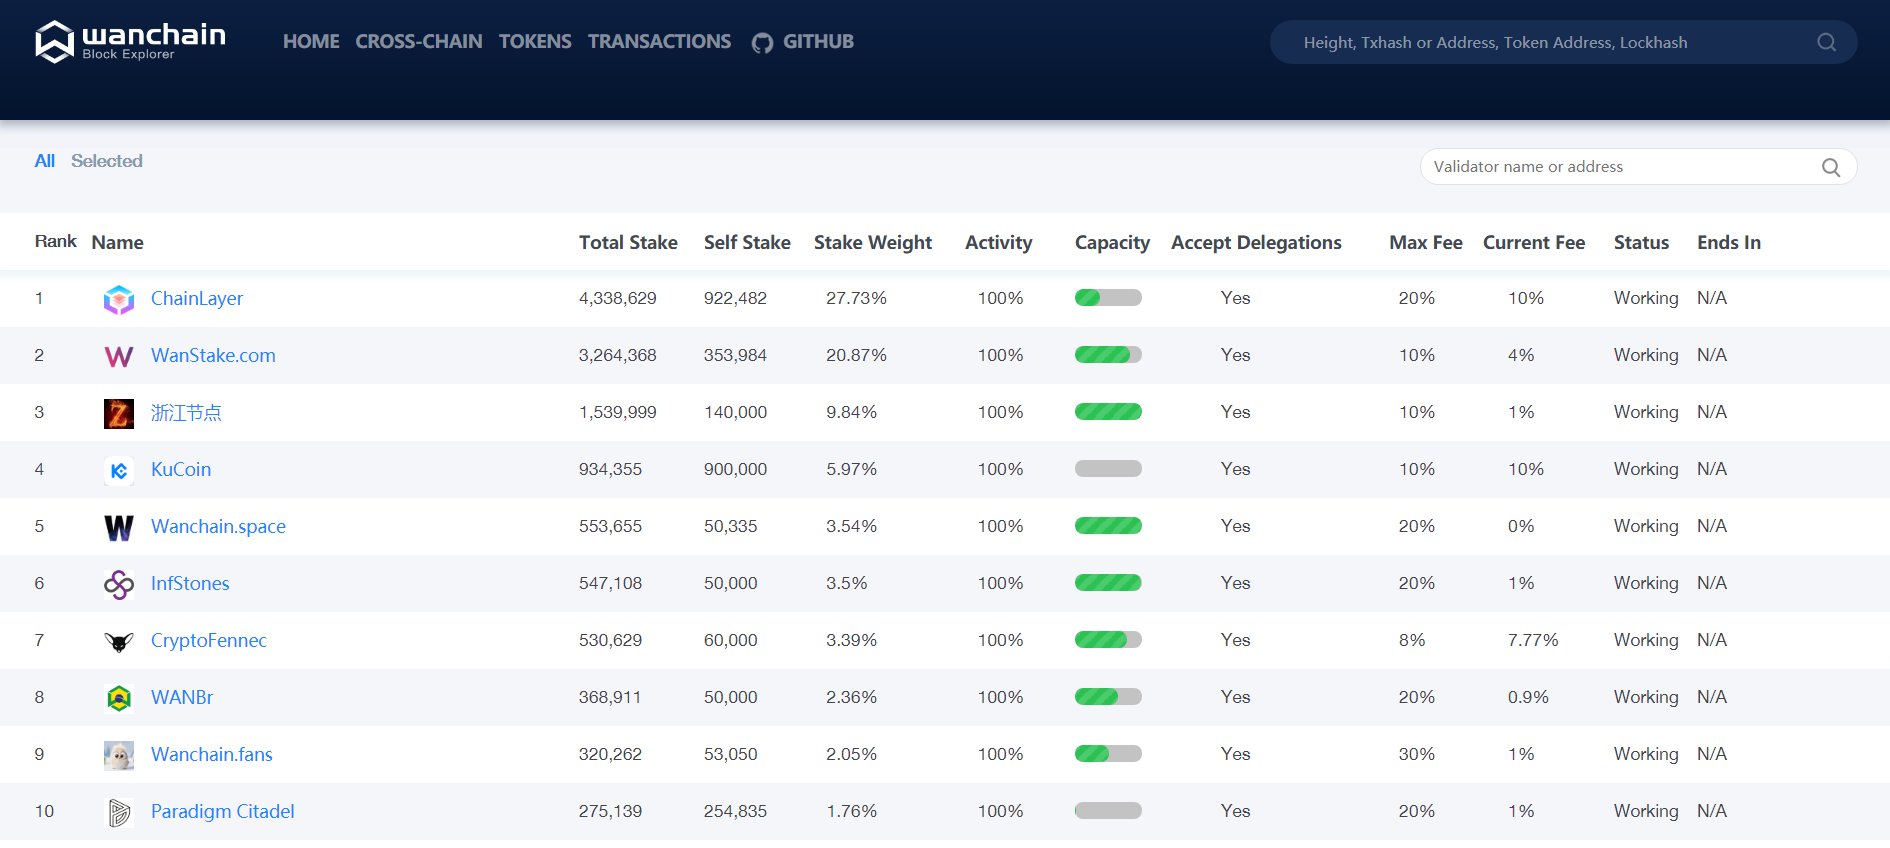 wanchain
Block Explorer
HOME CROSS-CHAIN TOKENS TRANSACTIONS GITHUB
Height, Txhash or Address, Token Address, Lockhash
All Selected
Validator name or address
Rank Name Total Stake Self Stake Stake Weight Activity Capacity Accept Delegations Max Fee Current Fee Status Ends In
1 ChainLayer 4,338,629 922,482 27.73% 100% Yes 20% 10% Working N/A
2 W WanStake.com 3,264,368 353,984 20.87% 100% Yes 10% 4% Working N/A
3 Z 浙江节点 1,539,999 140,000 9.84% 100% Yes 10% 1% Working N/A
4 KuCoin 934,355 900,000 5.97% 100% Yes 10% 10% Working N/A
5 W Wanchain.space 553,655 50,335 3.54% 100% Yes 20% 0% Working N/A
6 InfStones 547,108 50,000 3.5% 100% Yes 20% 1% Working N/A
7 CryptoFennec 530,629 60,000 3.39% 100% Yes 8% 7.77% Working N/A
8 WANBr 368,911 50,000 2.36% 100% Yes 20% 0.9% Working N/A
9 Wanchain.fans 320,262 53,050 2.05% 100% Yes 30% 1% Working N/A
10 Paradigm Citadel 275,139 254,835 1.76% 100% Yes 20% 1% Working N/A